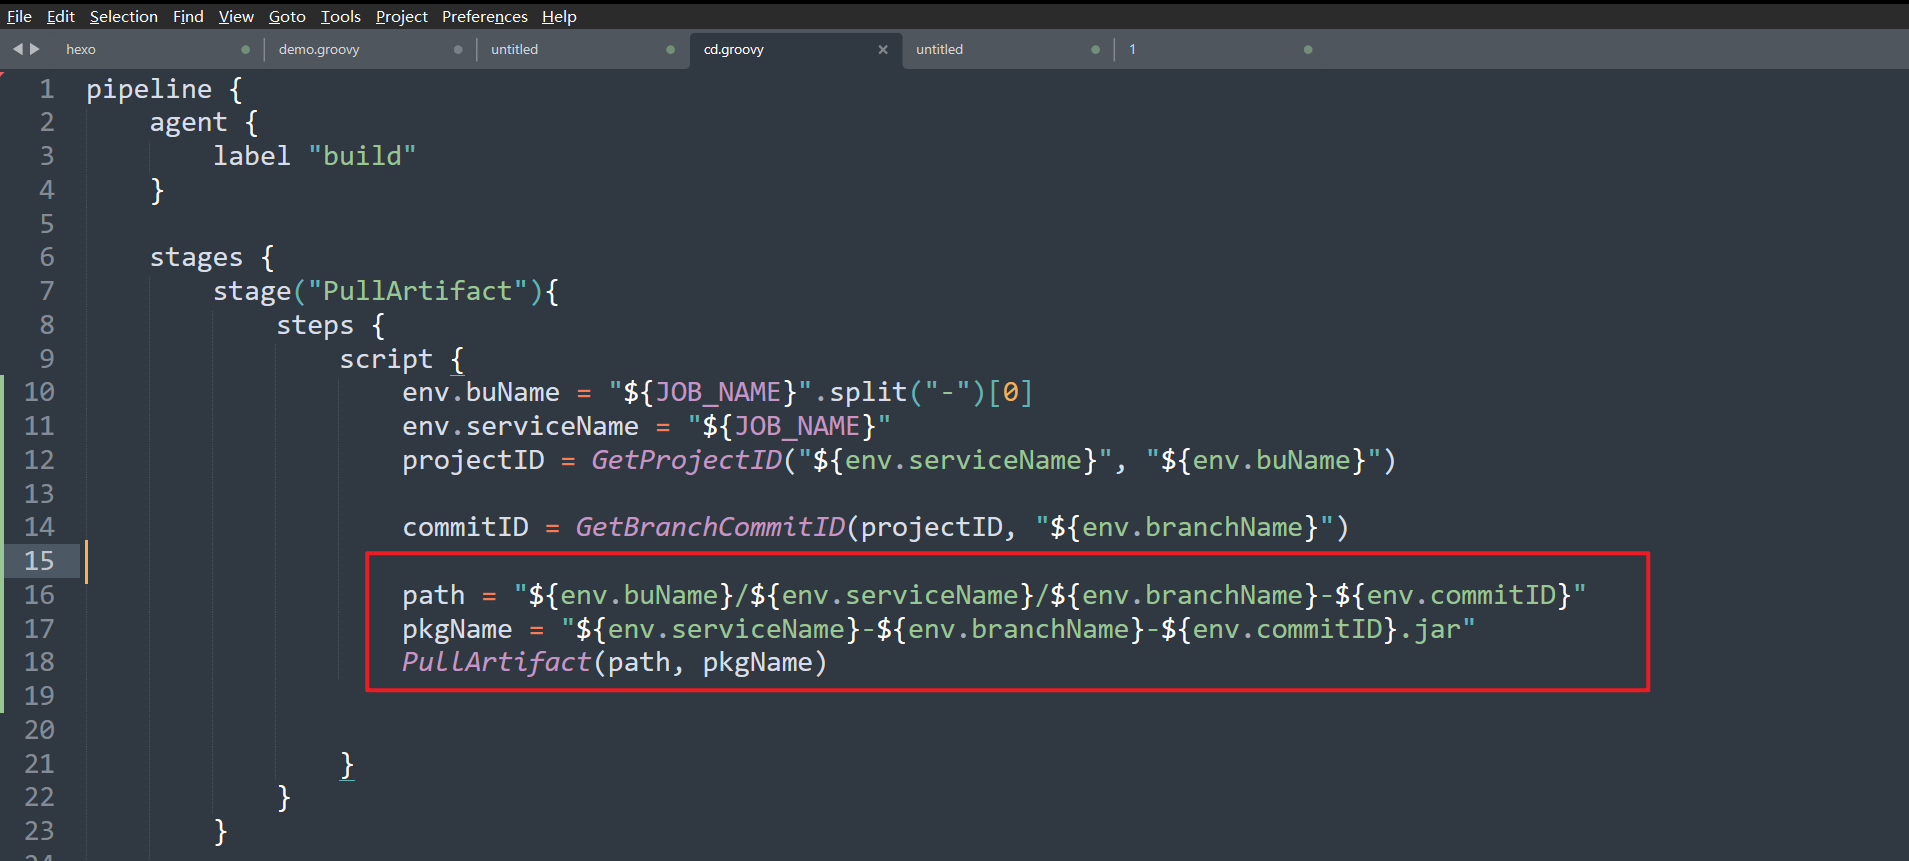 File Edit Selection Find View Goto Tools Project Preferences Help
hexo demo.groovy untitled cd.groovy untitled 1
1 pipeline {
2     agent {
3         label "build"
4     }
5
6     stages {
7         stage("PullArtifact"){
8             steps {
9                 script {
10                     env.buName = "${JOB_NAME}".split("-")[0]
11                     env.serviceName = "${JOB_NAME}"
12                     projectID = GetProjectID("${env.serviceName}", "${env.buName}")
13
14                     commitID = GetBranchCommitID(projectID, "${env.branchName}")
15
16                     path = "${env.buName}/${env.serviceName}/${env.branchName}-${env.commitID}"
17                     pkgName = "${env.serviceName}-${env.branchName}-${env.commitID}.jar"
18                     PullArtifact(path, pkgName)
19
20
21                 }
22             }
23         }
24